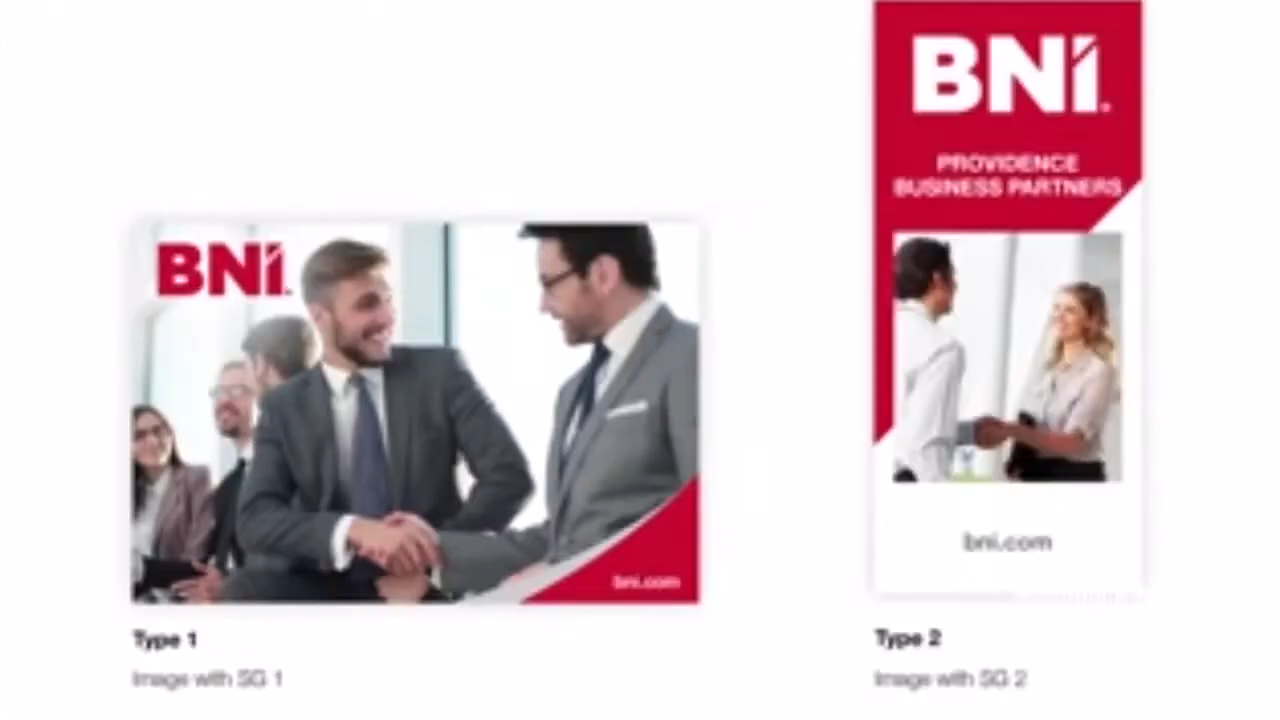 BNI
bni.com
Type 1
Image with SG 1
BNI
PROVIDENCE
BUSINESS PARTNERS
bni.com
Type 2
Image with SG 2